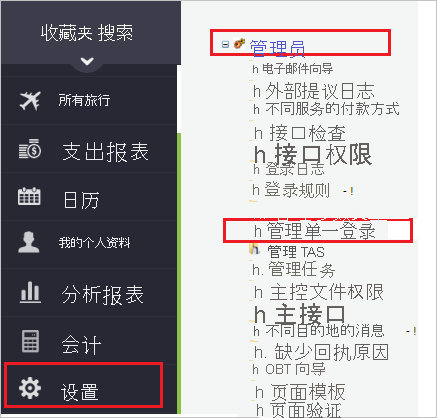 收藏夹 搜索
所有旅行
支出报表
日历
我的个人资料
分析报表
会计
设置
管理员
h 电子邮件向导
h 外部提议日志
h 不同服务的付款方式
h 接口检查
h 接口权限
h 登录日志
h 登录规则 - !
h 管理单一登录
管理 TAS
h. 管理任务
h 主控文件权限
h 主接口
h 不同目的地的消息 - !
h. 缺少回执原因
h OBT 向导
h 页面模板
h 页面验证